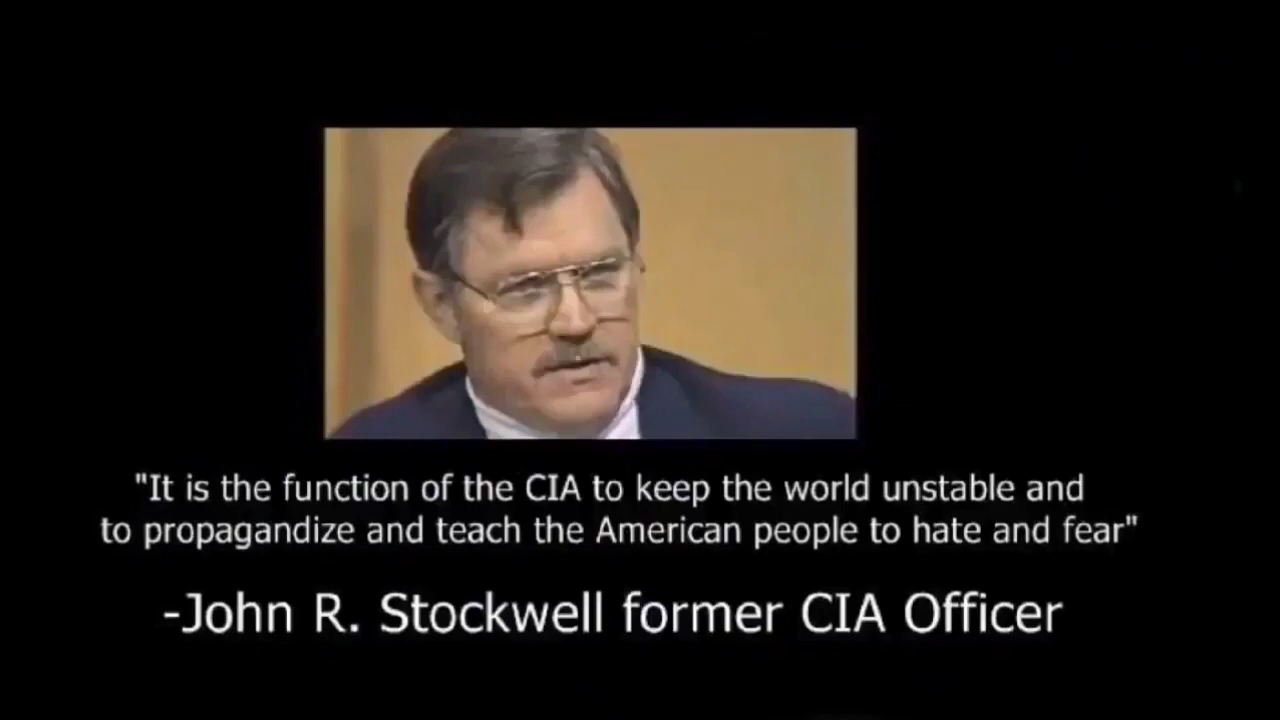 "It is the function of the CIA to keep the world unstable and
to propagandize and teach the American people to hate and fear"
-John R. Stockwell former CIA Officer